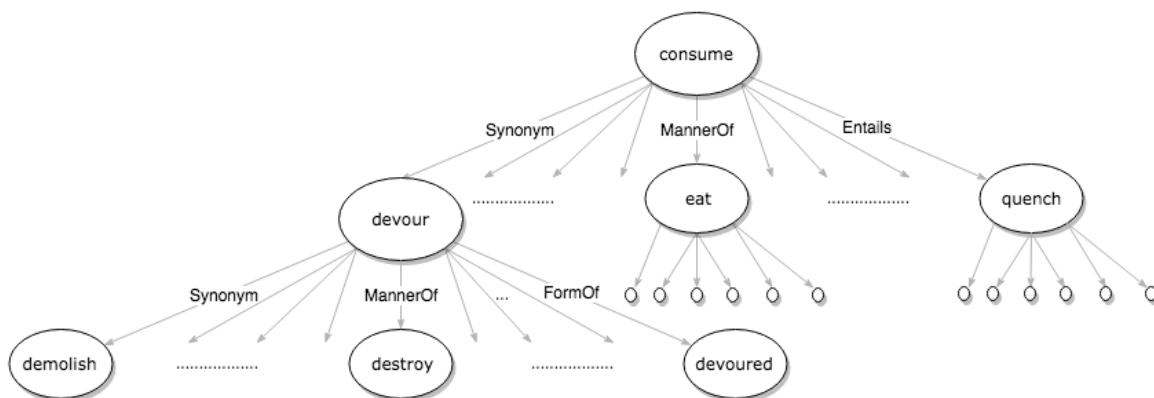 consume
Synonym
MannerOf
Entails
devour
.................
eat
.................
quench
Synonym
MannerOf
...
FormOf
demolish
.................
destroy
.................
devoured